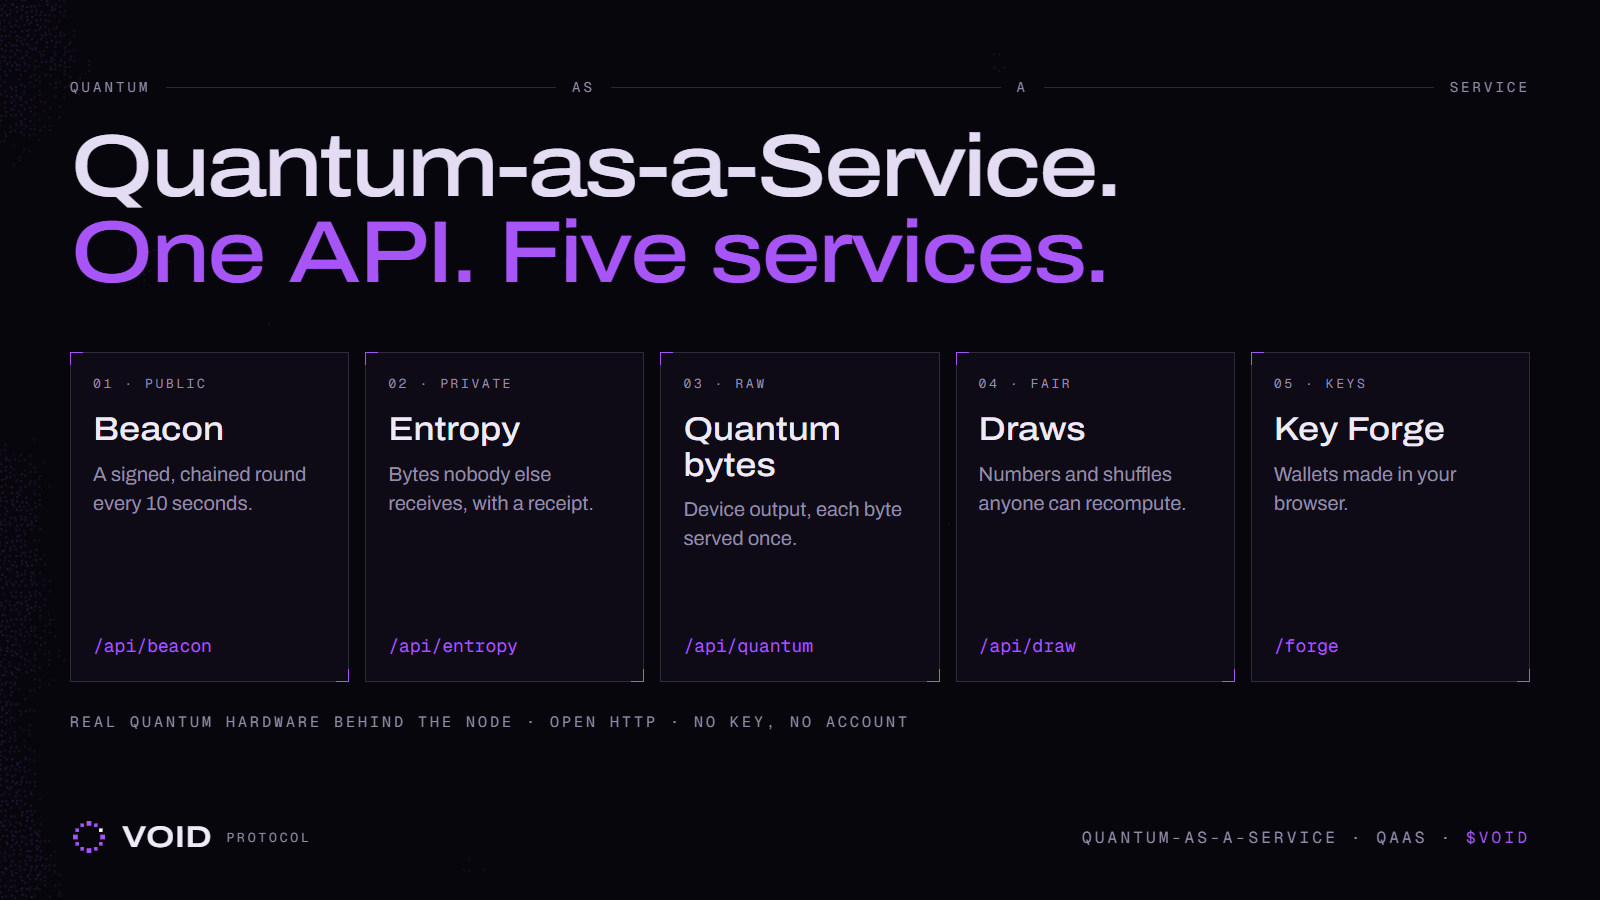 QUANTUM AS A SERVICE
Quantum-as-a-Service.
One API. Five services.
01 · PUBLIC
Beacon
A signed, chained round
every 10 seconds.
/api/beacon
02 · PRIVATE
Entropy
Bytes nobody else
receives, with a receipt.
/api/entropy
03 · RAW
Quantum
bytes
Device output, each byte
served once.
/api/quantum
04 · FAIR
Draws
Numbers and shuffles
anyone can recompute.
/api/draw
05 · KEYS
Key Forge
Wallets made in your
browser.
/forge
REAL QUANTUM HARDWARE BEHIND THE NODE · OPEN HTTP · NO KEY, NO ACCOUNT
VOID PROTOCOL
QUANTUM-AS-A-SERVICE · QAAS · $VOID